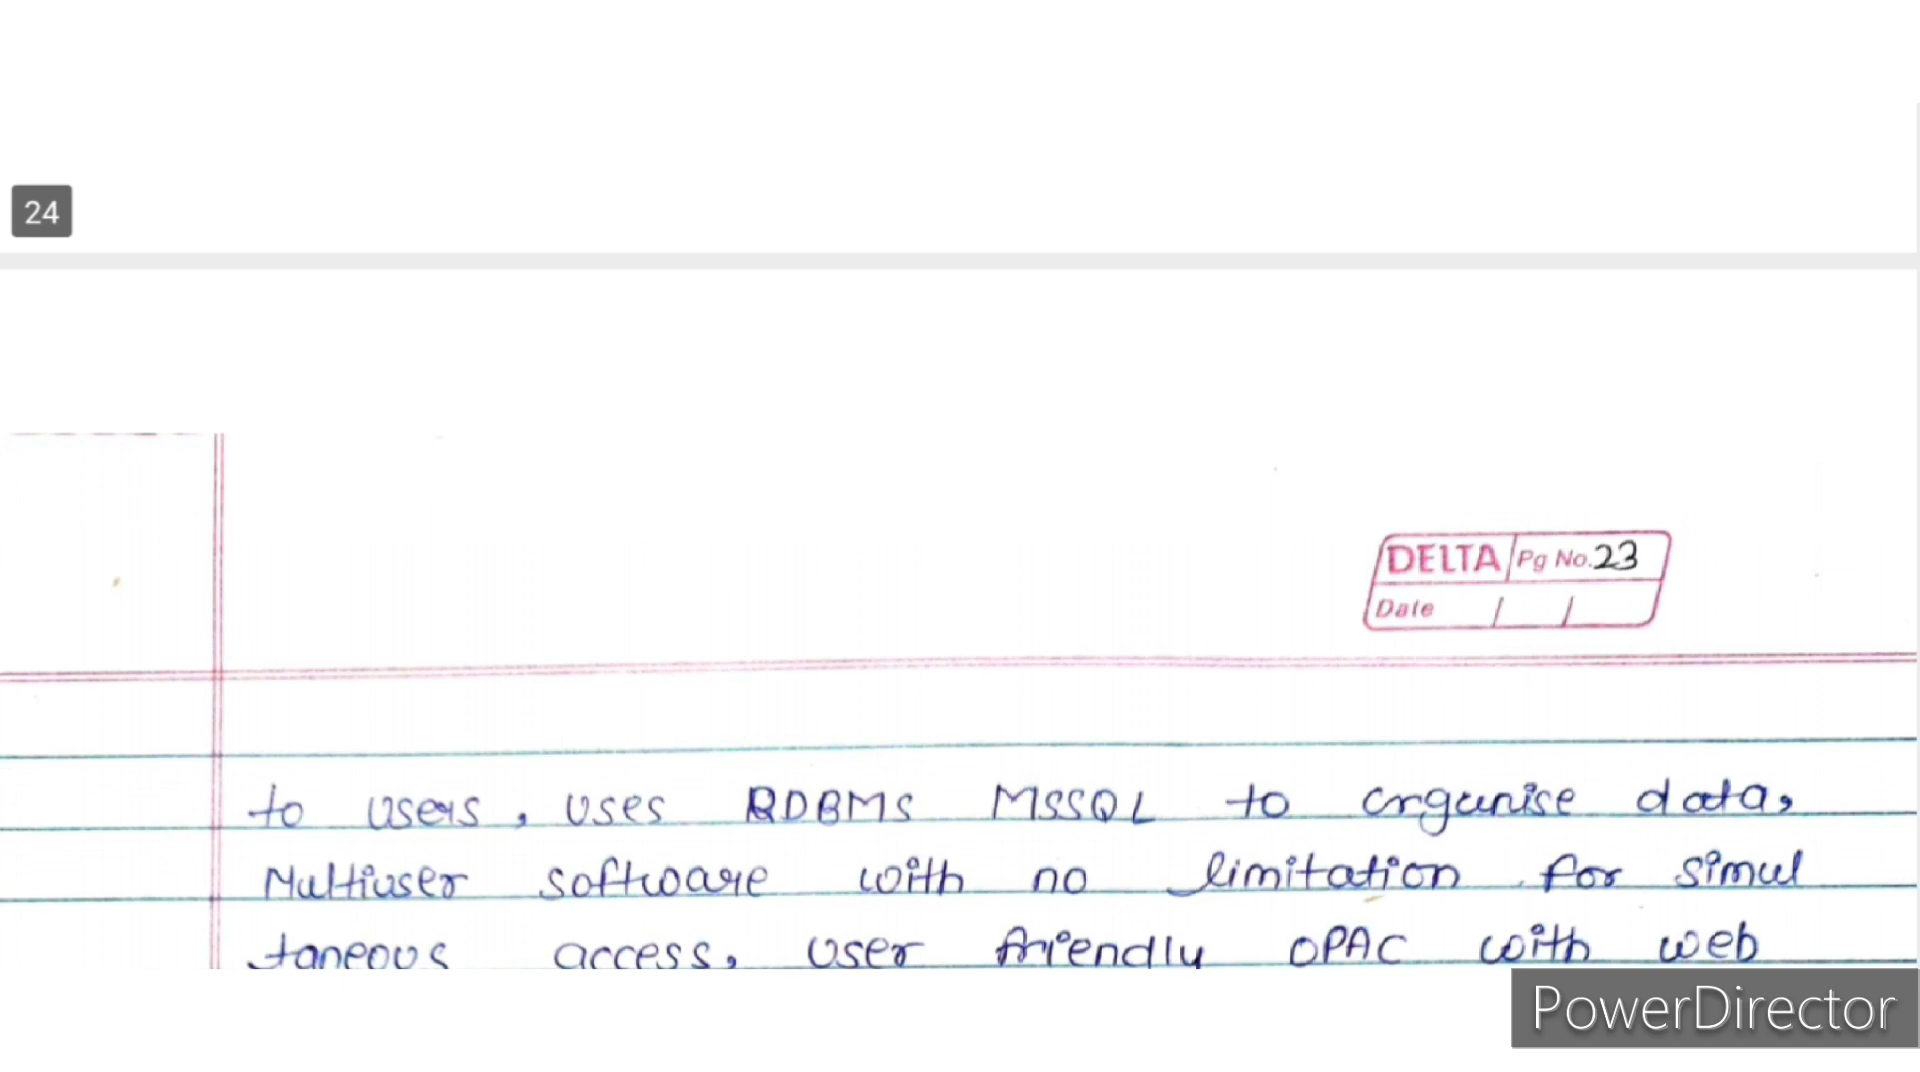 24
DELTA Pg No. 23
Date / /
to users, uses RDBMS MSSQL to organise data,
Multiuser software with no limitation for simul
taneous access, user friendly OPAC with web
PowerDirector